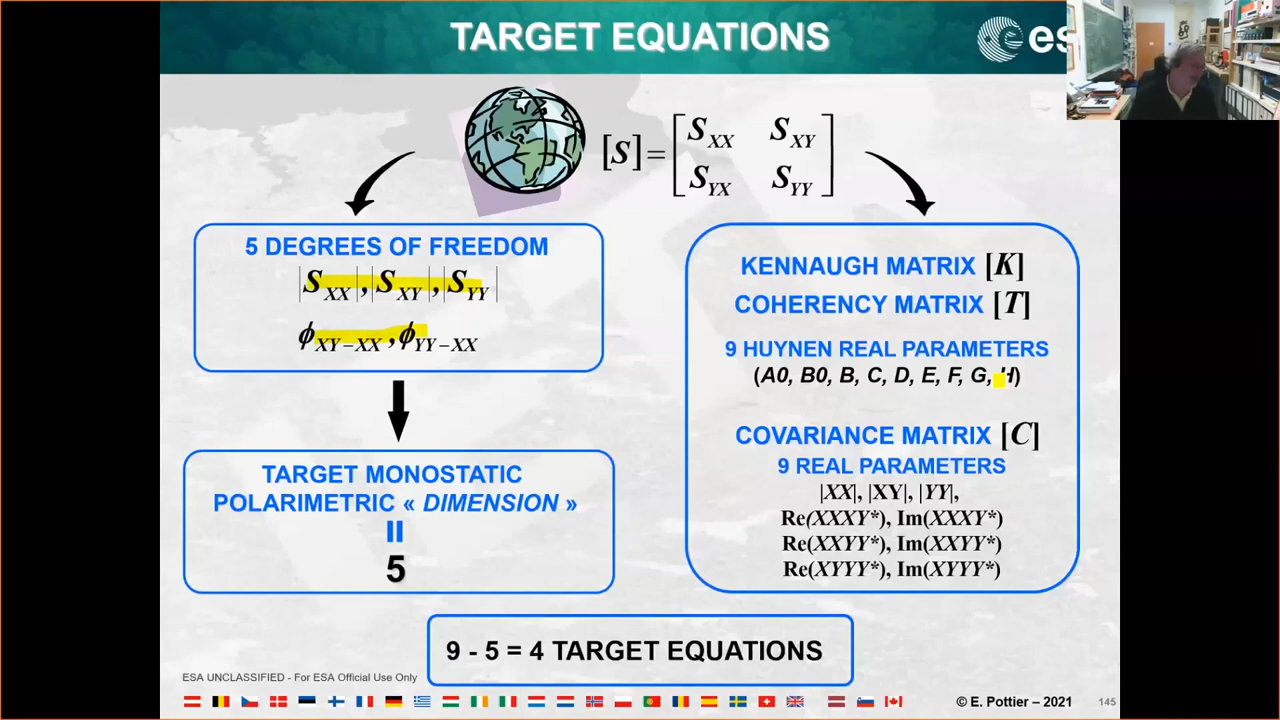 TARGET EQUATIONS
es
[S] = [S_XX S_XY
S_YX S_YY]
5 DEGREES OF FREEDOM
|S_XX|, |S_XY|, |S_YY|
ϕ_XY–XX, ϕ_YY–XX
TARGET MONOSTATIC
POLARIMETRIC « DIMENSION »
=
5
KENNAUGH MATRIX [K]
COHERENCY MATRIX [T]
9 HUYNEN REAL PARAMETERS
(A0, B0, B, C, D, E, F, G, H)
COVARIANCE MATRIX [C]
9 REAL PARAMETERS
|XX|, |XY|, |YY|,
Re(XXXY*), Im(XXXY*)
Re(XXYY*), Im(XXYY*)
Re(XYYY*), Im(XYYY*)
9 - 5 = 4 TARGET EQUATIONS
ESA UNCLASSIFIED - For ESA Official Use Only
© E. Pottier – 2021 145